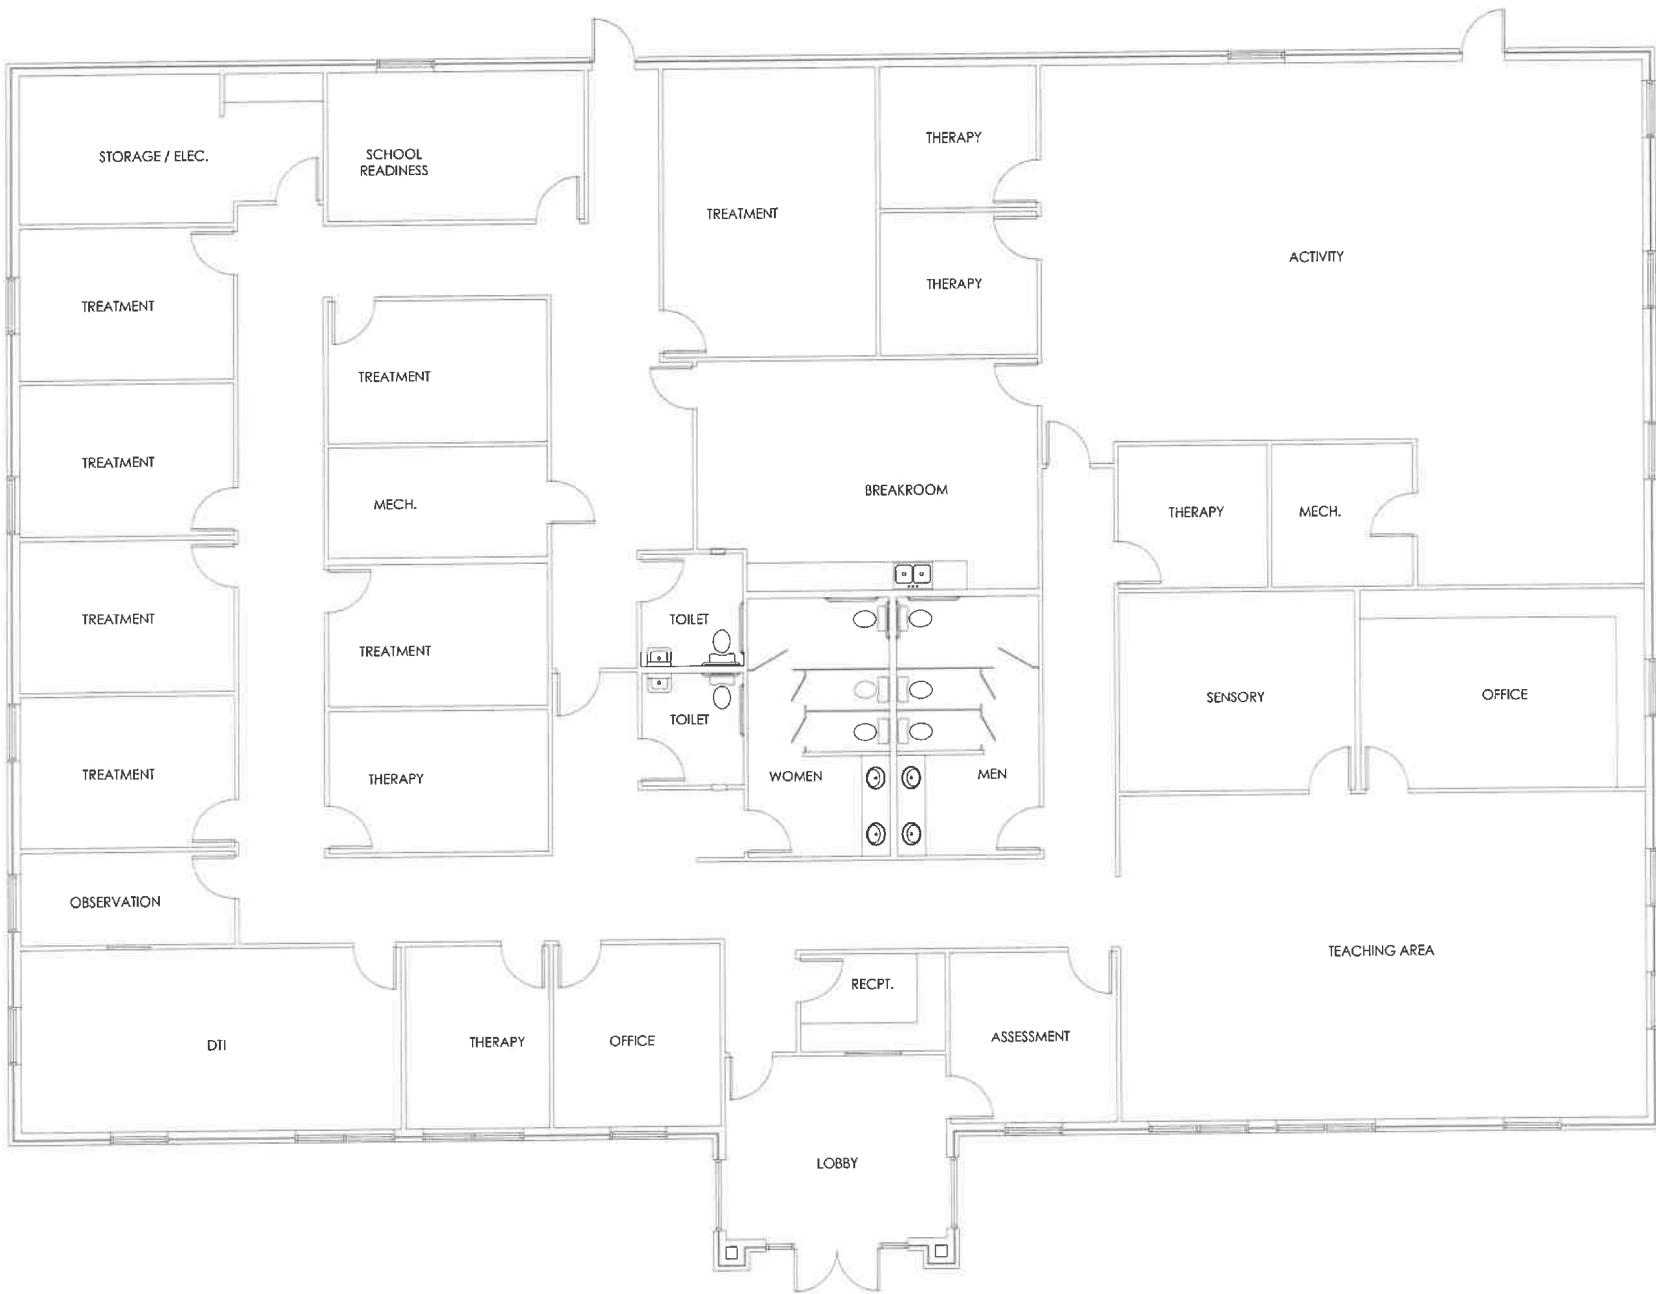 STORAGE / ELEC.
SCHOOL
READINESS
THERAPY
TREATMENT
ACTIVITY
THERAPY
TREATMENT
TREATMENT
TREATMENT
MECH.
BREAKROOM
THERAPY
MECH.
TREATMENT
TOILET
TREATMENT
SENSORY
OFFICE
TOILET
TREATMENT
THERAPY
WOMEN
MEN
OBSERVATION
TEACHING AREA
RECPT.
DTI
THERAPY
OFFICE
ASSESSMENT
LOBBY